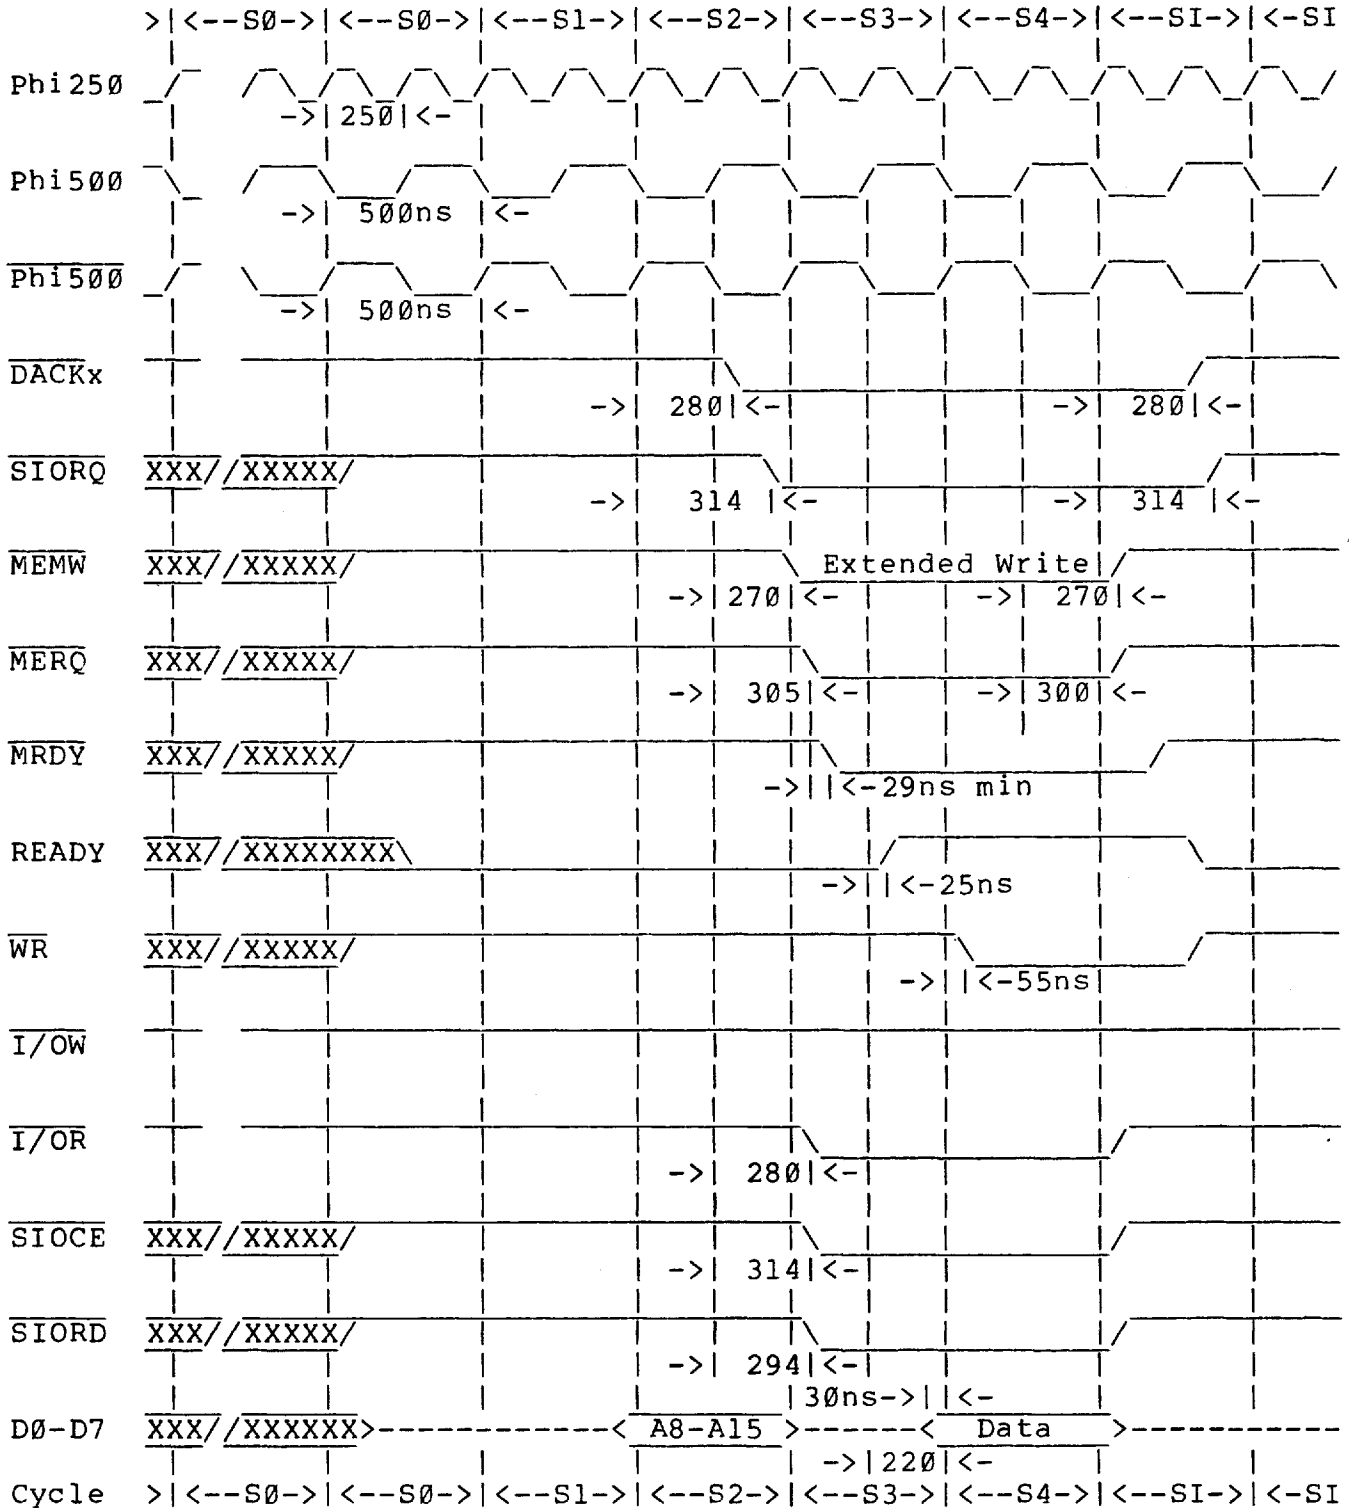 >|<--SØ->|<--SØ->|<--S1->|<--S2->|<--S3->|<--S4->|<--SI->|<-SI
Phi25Ø
->|25Ø|<-
Phi5ØØ
->| 5ØØns |<-
Phi5ØØ
->| 5ØØns |<-
DACKx
->| 28Ø|<- ->| 28Ø|<-
SIORQ XXX//XXXXX/
->| 314 |<- ->| 314 |<-
MEMW XXX//XXXXX/ Extended Write
->|27Ø|<- ->| 27Ø|<-
MERQ XXX//XXXXX/
->| 3Ø5|<- ->|3ØØ|<-
MRDY XXX//XXXXX/
->||<-29ns min
READY XXX//XXXXXXXX\
->||<-25ns
WR XXX//XXXXX/
->||<-55ns
I/OW
I/OR
->| 28Ø|<-
SIOCE XXX//XXXXX/
->| 314|<-
SIORD XXX//XXXXX/
->| 294|<-
|3Øns->||<-
DØ-D7 XXX//XXXXXX>------------< A8-A15 >------< Data >-----------
->|22Ø|<-
Cycle >|<--SØ->|<--SØ->|<--S1->|<--S2->|<--S3->|<--S4->|<--SI->|<-SI